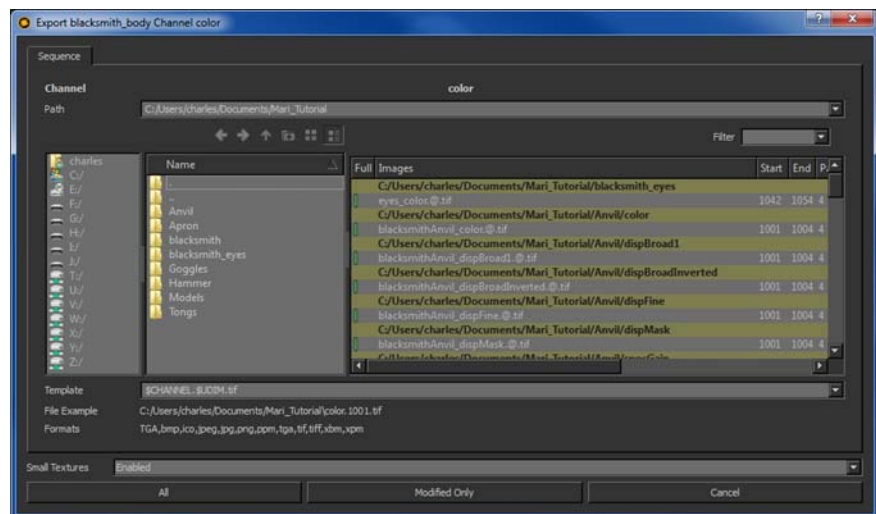 Export blacksmith_body Channel color
Sequence
Channel color
Path C:/Users/charles/Documents/Mari_Tutorial
Filter
charles
C:/
E:/
F:/
G:/
H:/
I:/
J:/
T:/
U:/
V:/
W:/
X:/
Y:/
Z:/
Name
.
..
Anvil
Apron
blacksmith
blacksmith_eyes
Goggles
Hammer
Models
Tongs
Full Images Start End
C:/Users/charles/Documents/Mari_Tutorial/blacksmith_eyes
eyes_color.@.tif 1042 1054 4
C:/Users/charles/Documents/Mari_Tutorial/Anvil/color
blacksmithAnvil_color.@.tif 1001 1004 4
C:/Users/charles/Documents/Mari_Tutorial/Anvil/dispBroad1
blacksmithAnvil_dispBroad1.@.tif 1001 1004 4
C:/Users/charles/Documents/Mari_Tutorial/Anvil/dispBroadInverted
blacksmithAnvil_dispBroadInverted.@.tif 1001 1004 4
C:/Users/charles/Documents/Mari_Tutorial/Anvil/dispFine
blacksmithAnvil_dispFine.@.tif 1001 1004 4
C:/Users/charles/Documents/Mari_Tutorial/Anvil/dispMask
blacksmithAnvil_dispMask.@.tif 1001 1004 4
Template $CHANNEL.$UDIM.tif
File Example C:/Users/charles/Documents/Mari_Tutorial\color.1001.tif
Formats TGA,bmp,ico,jpeg,jpg,png,ppm,tga,tif,tiff,xbm,xpm
Small Textures Enabled
All Modified Only Cancel